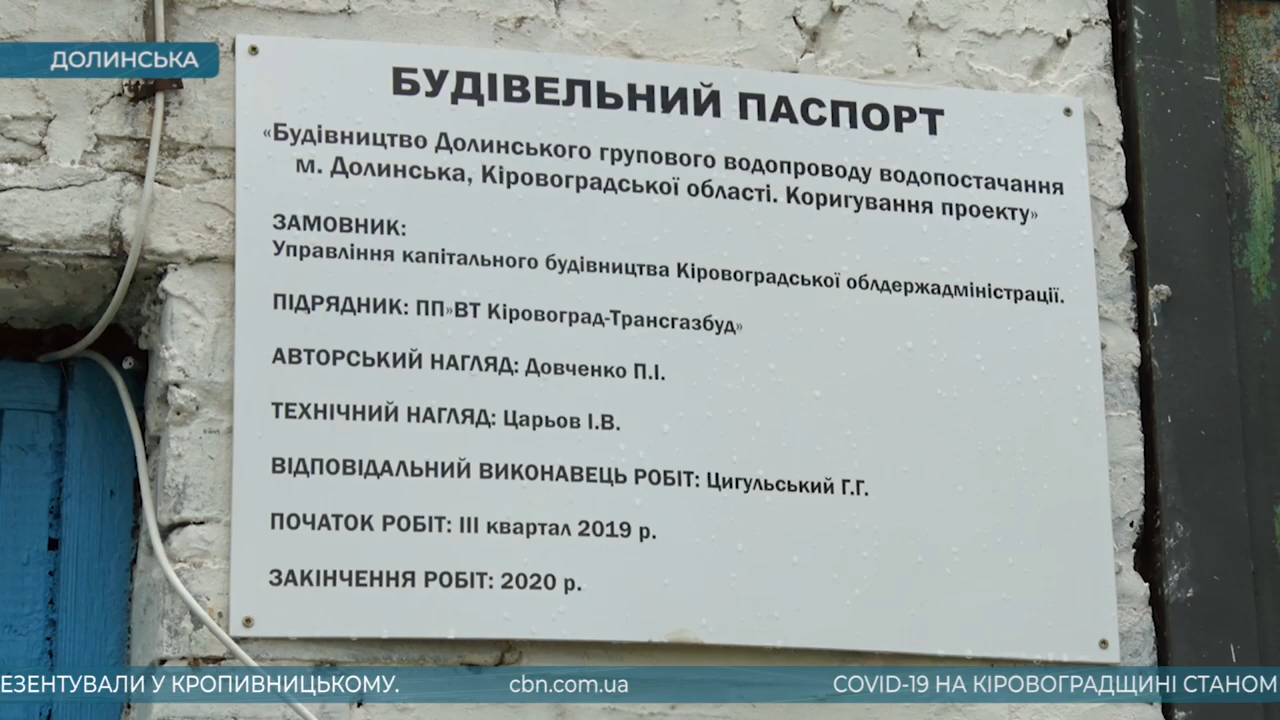 ДОЛИНСЬКА
БУДІВЕЛЬНИЙ ПАСПОРТ
«Будівництво Долинського групового водопроводу водопостачання
м. Долинська, Кіровоградської області. Коригування проекту»
ЗАМОВНИК:
Управління капітального будівництва Кіровоградської облдержадміністрації.
ПІДРЯДНИК: ПП»ВТ Кіровоград-Трансгазбуд»
АВТОРСЬКИЙ НАГЛЯД: Довченко П.І.
ТЕХНІЧНИЙ НАГЛЯД: Царьов І.В.
ВІДПОВІДАЛЬНИЙ ВИКОНАВЕЦЬ РОБІТ: Цигульський Г.Г.
ПОЧАТОК РОБІТ: ІІІ квартал 2019 р.
ЗАКІНЧЕННЯ РОБІТ: 2020 р.
ЕЗЕНТУВАЛИ У КРОПИВНИЦЬКОМУ. cbn.com.ua COVID-19 НА КІРОВОГРАДЩИНІ СТАНОМ